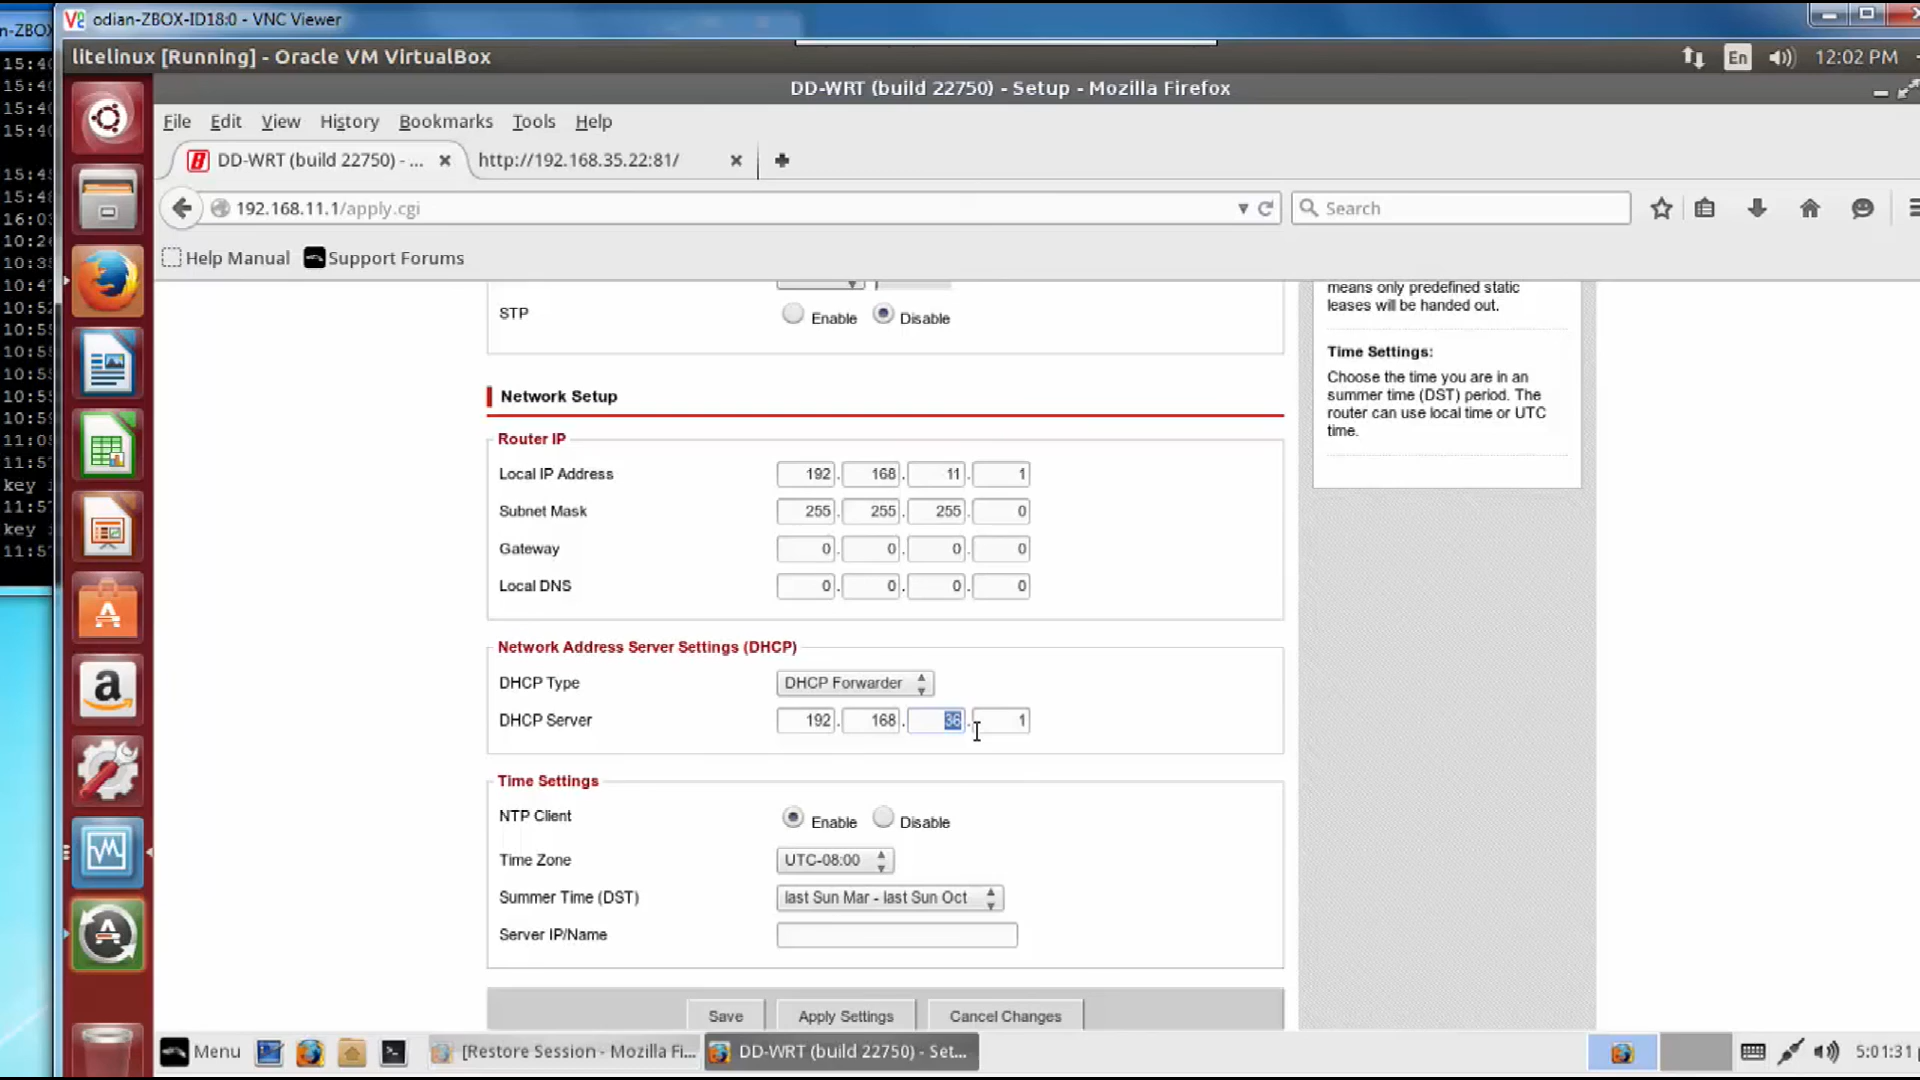 odian-ZBOX-ID18:0 - VNC Viewer
n-ZBOX
litelinux [Running] - Oracle VM VirtualBox
En
12:02 PM
DD-WRT (build 22750) - Setup - Mozilla Firefox
File Edit View History Bookmarks Tools Help
DD-WRT (build 22750) - ...
http://192.168.35.22:81/
192.168.11.1/apply.cgi
Search
Help Manual
Support Forums
means only predefined static
leases will be handed out.
STP
Enable
Disable
Time Settings:
Choose the time you are in an
summer time (DST) period. The
router can use local time or UTC
time.
Network Setup
Router IP
Local IP Address 192. 168. 11. 1
Subnet Mask 255. 255. 255. 0
Gateway 0. 0. 0. 0
Local DNS 0. 0. 0. 0
Network Address Server Settings (DHCP)
DHCP Type DHCP Forwarder
DHCP Server 192. 168. 36. 1
Time Settings
NTP Client Enable Disable
Time Zone UTC-08:00
Summer Time (DST) last Sun Mar - last Sun Oct
Server IP/Name
Save
Apply Settings
Cancel Changes
Menu
[Restore Session - Mozilla Fi...
DD-WRT (build 22750) - Set...
5:01:31
key
key